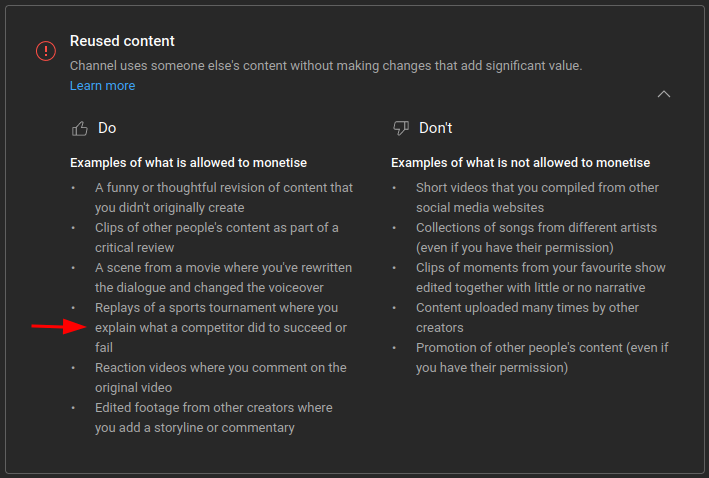 Reused content
Channel uses someone else's content without making changes that add significant value.
Learn more
Do
Examples of what is allowed to monetise
• A funny or thoughtful revision of content that
you didn't originally create
• Clips of other people's content as part of a
critical review
• A scene from a movie where you've rewritten
the dialogue and changed the voiceover
• Replays of a sports tournament where you
explain what a competitor did to succeed or
fail
• Reaction videos where you comment on the
original video
• Edited footage from other creators where
you add a storyline or commentary
Don't
Examples of what is not allowed to monetise
• Short videos that you compiled from other
social media websites
• Collections of songs from different artists
(even if you have their permission)
• Clips of moments from your favourite show
edited together with little or no narrative
• Content uploaded many times by other
creators
• Promotion of other people's content (even if
you have their permission)